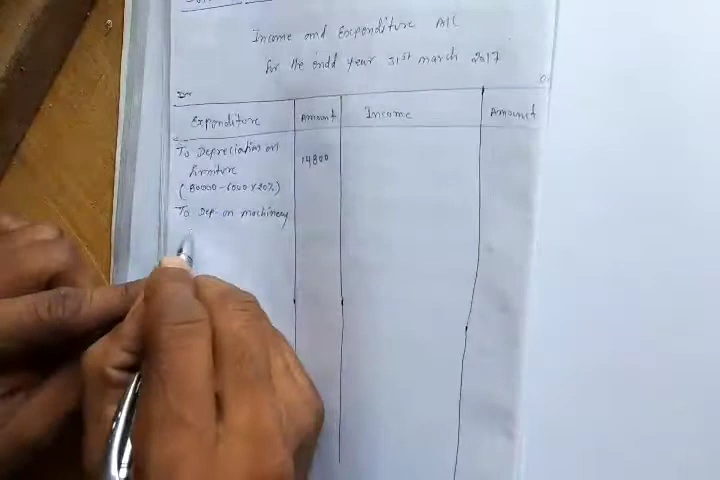 Income and Expenditure A/c
for the endd year 31st march 2017
Dr
Expenditure Amount Income Amount
To Depreciation on 14800
furniture
(80000-6000×20%)
To Dep-on machinery